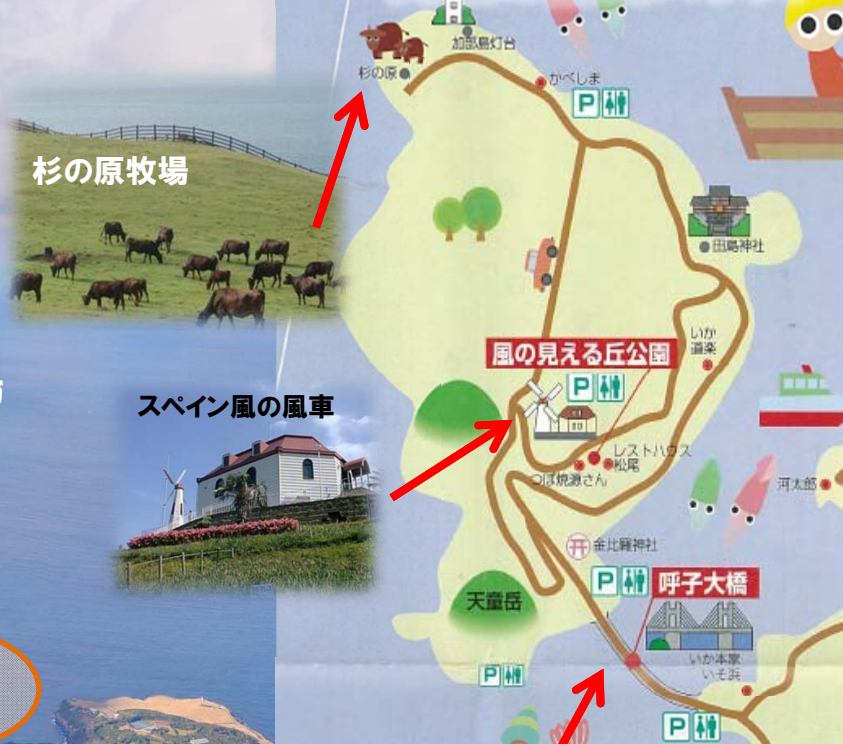 加部島灯台
杉の原
かべしま
P
杉の原牧場
田島神社
いか
道楽
風の見える丘公園
P
スペイン風の風車
レストハウス
松尾
つぼ焼源さん
河太郎
金比羅神社
P
呼子大橋
天童岳
いか本家
いそ浜
P
P